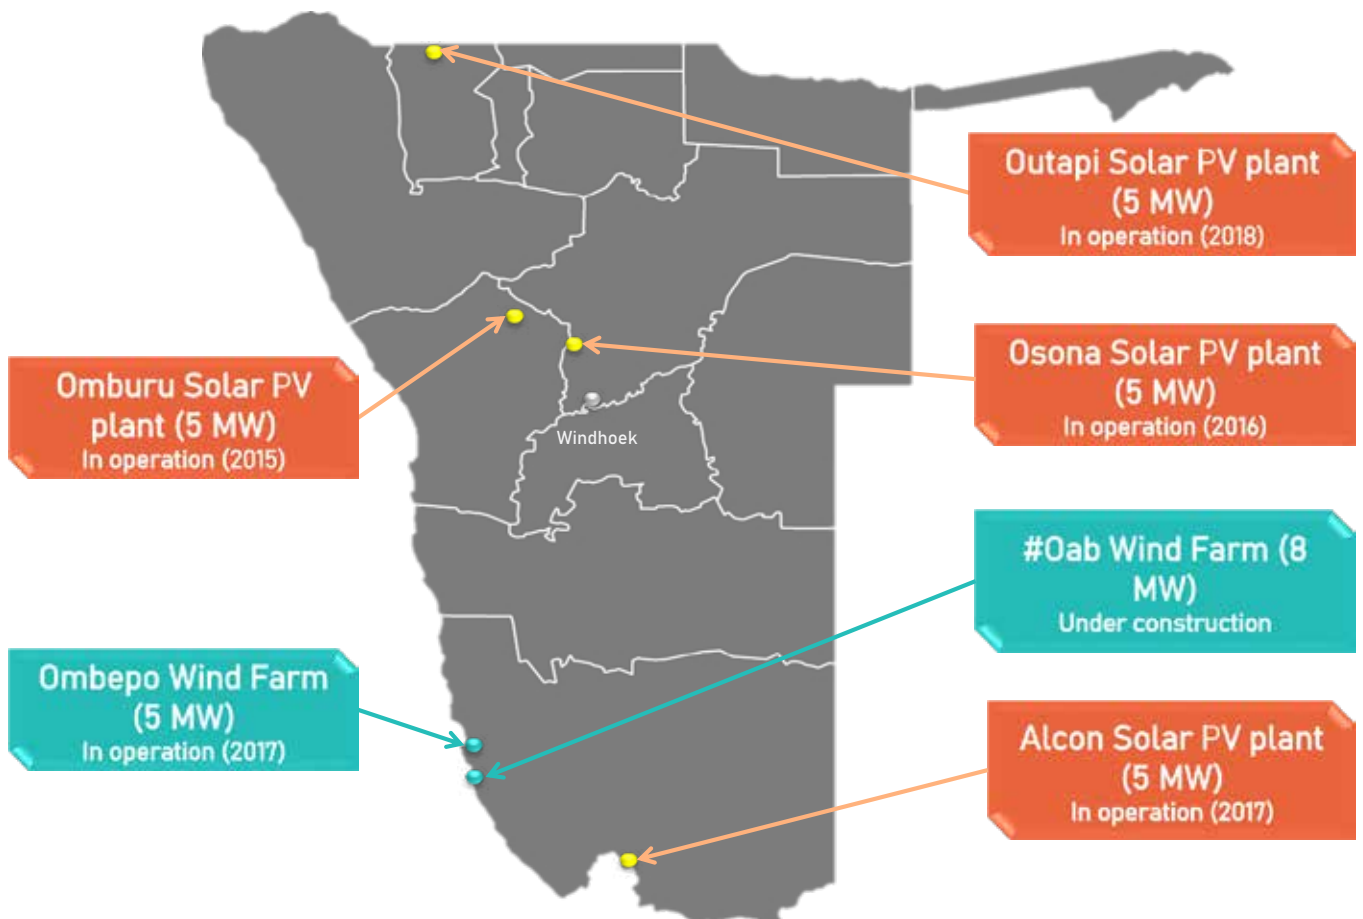 Outapi Solar PV plant
(5 MW)
In operation (2018)
Osona Solar PV plant
(5 MW)
In operation (2016)
Omburu Solar PV
plant (5 MW)
In operation (2015)
Windhoek
#Oab Wind Farm (8
MW)
Under construction
Ombepo Wind Farm
(5 MW)
In operation (2017)
Alcon Solar PV plant
(5 MW)
In operation (2017)